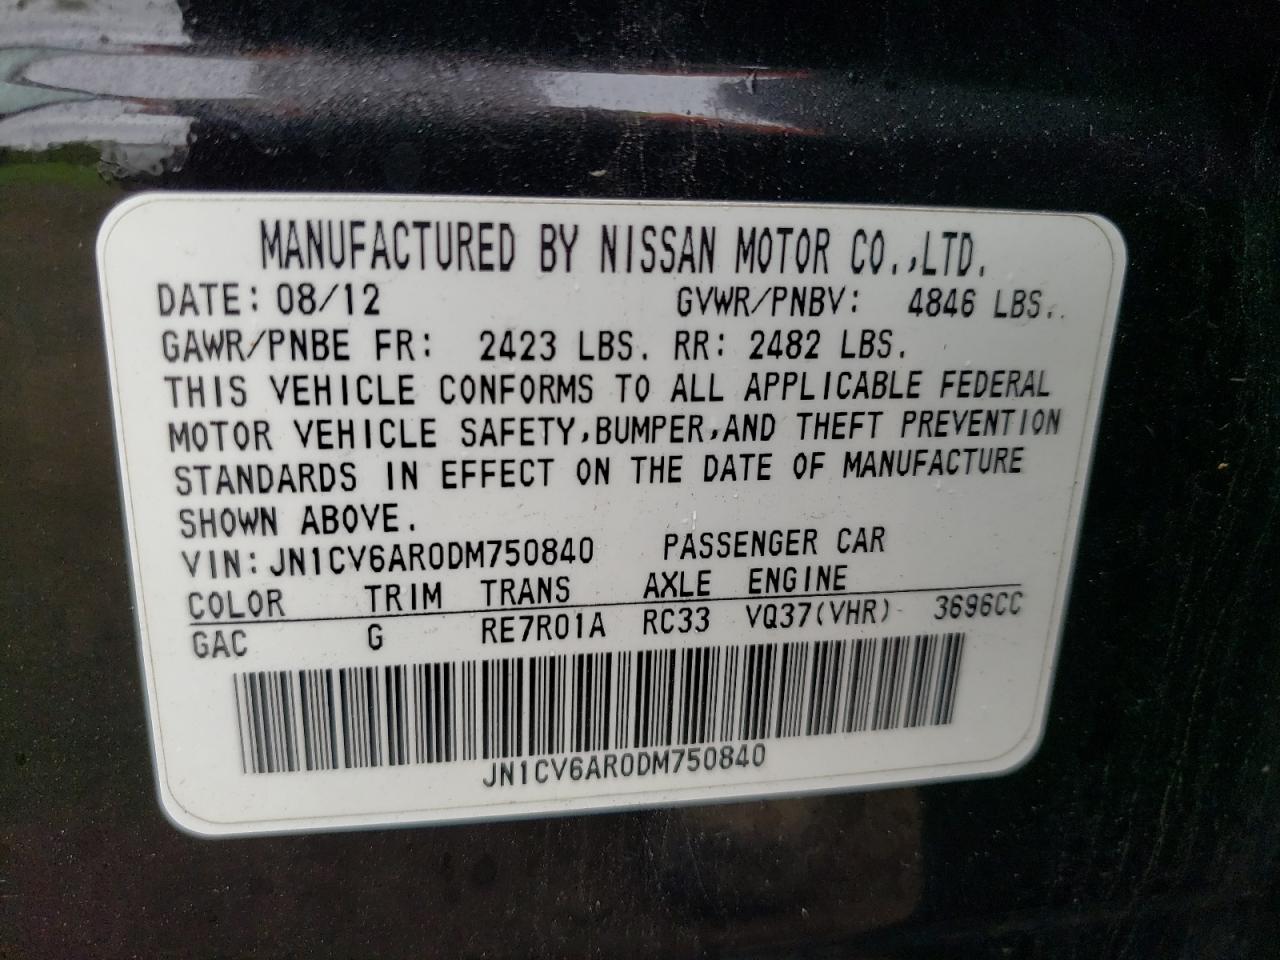 MANUFACTURED BY NISSAN MOTOR CO.,LTD.
DATE: 08/12 GVWR/PNBV: 4846 LBS.
GAWR/PNBE FR: 2423 LBS. RR: 2482 LBS.
THIS VEHICLE CONFORMS TO ALL APPLICABLE FEDERAL
MOTOR VEHICLE SAFETY,BUMPER,AND THEFT PREVENTION
STANDARDS IN EFFECT ON THE DATE OF MANUFACTURE
SHOWN ABOVE.
VIN: JN1CV6AR0DM750840 PASSENGER CAR
COLOR TRIM TRANS AXLE ENGINE
GAC G RE7R01A RC33 VQ37(VHR) 3696CC
JN1CV6AR0DM750840